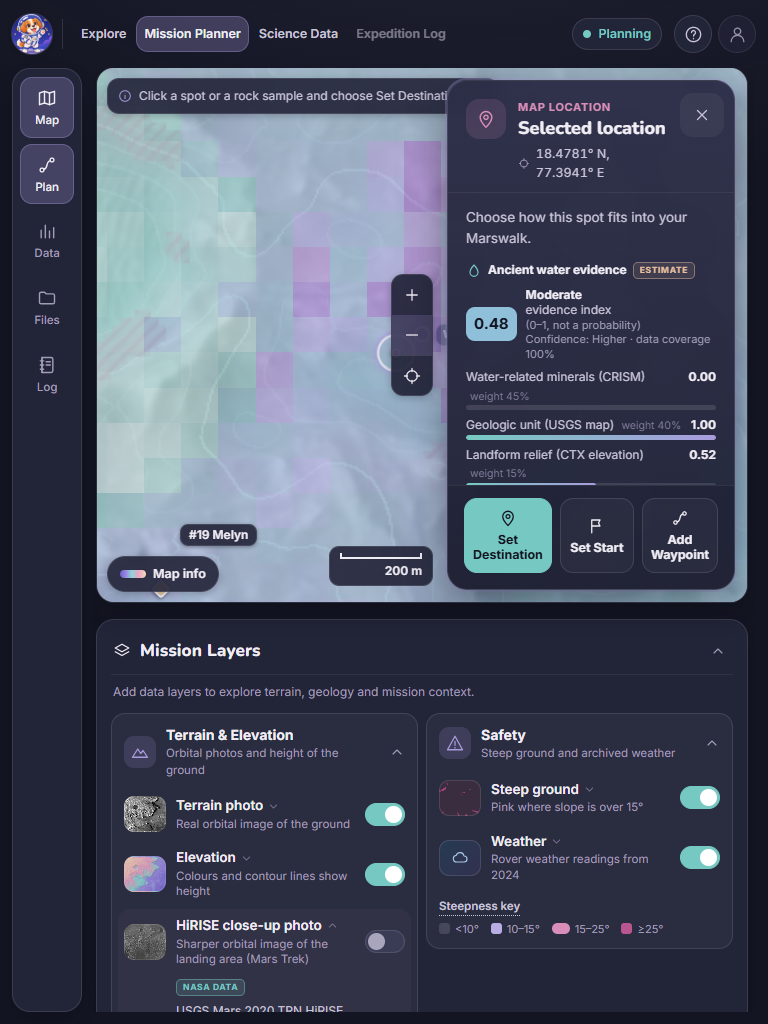 Explore
Mission Planner
Science Data
Expedition Log
Planning
Map
Plan
Data
Files
Log
Click a spot or a rock sample and choose Set Destinati
MAP LOCATION
Selected location
18.4781° N,
77.3941° E
Choose how this spot fits into your
Marswalk.
Ancient water evidence ESTIMATE
0.48
Moderate
evidence index
(0–1, not a probability)
Confidence: Higher · data coverage
100%
Water-related minerals (CRISM) 0.00
weight 45%
Geologic unit (USGS map) weight 40% 1.00
Landform relief (CTX elevation) 0.52
weight 15%
Set
Destination
Set Start
Add
Waypoint
#19 Melyn
Map info
200 m
Mission Layers
Add data layers to explore terrain, geology and mission context.
Terrain & Elevation
Orbital photos and height of the
ground
Terrain photo
Real orbital image of the ground
Elevation
Colours and contour lines show
height
HiRISE close-up photo
Sharper orbital image of the
landing area (Mars Trek)
NASA DATA
USGS Mars 2020 TRN HiRISE
Safety
Steep ground and archived weather
Steep ground
Pink where slope is over 15°
Weather
Rover weather readings from
2024
Steepness key
<10° 10–15° 15–25° ≥25°